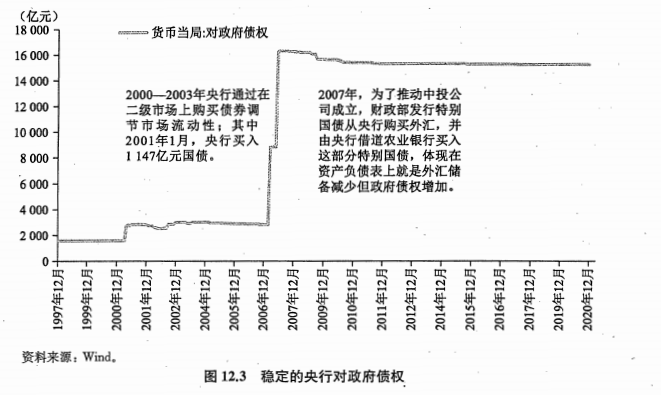 （亿元）
18 000
16 000
14 000
12 000
10 000
8 000
6 000
4 000
2 000
0
货币当局:对政府债权
2000—2003年央行通过在
二级市场上购买债券调
节市场流动性；其中
2001年1月，央行买入
1 147亿元国债。
2007年，为了推动中投公
司成立，财政部发行特别
国债从央行购买外汇，并
由央行借道农业银行买入
这部分特别国债，体现在
资产负债表上就是外汇储
备减少但政府债权增加。
1997年12月
1999年12月
2000年12月
2001年12月
2002年12月
2004年12月
2005年12月
2006年12月
2007年12月
2009年12月
2010年12月
2011年12月
2012年12月
2014年12月
2015年12月
2016年12月
2017年12月
2019年12月
2020年12月
资料来源：Wind。
图 12.3 稳定的央行对政府债权